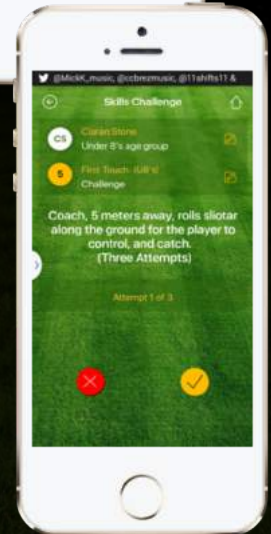 @MickK_music, @ccbrezmusic, @11shifts11 &
Skills Challenge
CS
Ciaran Stone
Under 8's age group
5
First Touch (U8's)
Challenge
Coach, 5 meters away, rolls sliotar
along the ground for the player to
control, and catch.
(Three Attempts)
Attempt 1 of 3